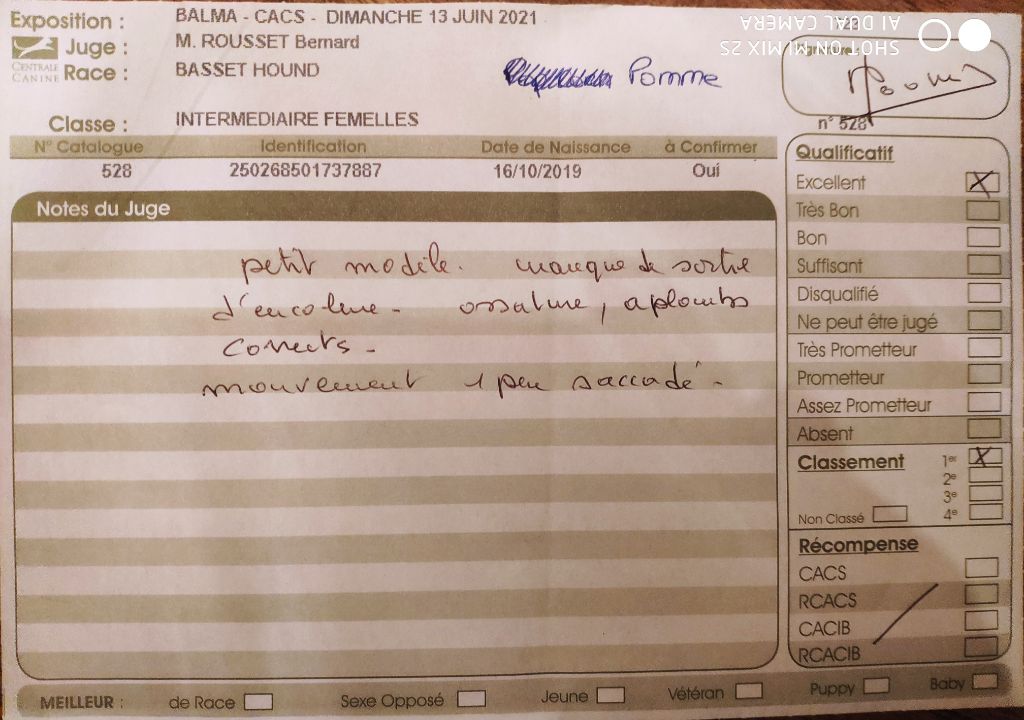 Exposition : BALMA - CACS - DIMANCHE 13 JUIN 2021
SHOT ON MI MIX 2S
AI DUAL CAMERA
CENTRALE CANINE
Juge : M. ROUSSET Bernard
Race : BASSET HOUND
Pomme
Classe : INTERMEDIAIRE FEMELLES
n° 528
N° Catalogue Identification Date de Naissance à Confirmer
528 250268501737887 16/10/2019 Oui
Notes du Juge
petit modèle. manque de sortie
d'encolure - ossature, aplombs
corrects -
mouvement 1 peu saccadé -
Qualificatif
Excellent X
Très Bon
Bon
Suffisant
Disqualifié
Ne peut être jugé
Très Prometteur
Prometteur
Assez Prometteur
Absent
Classement 1er X
2e
3e
Non Classé 4e
Récompense
CACS
RCACS
CACIB
RCACIB
MEILLEUR : de Race Sexe Opposé Jeune Vétéran Puppy Baby